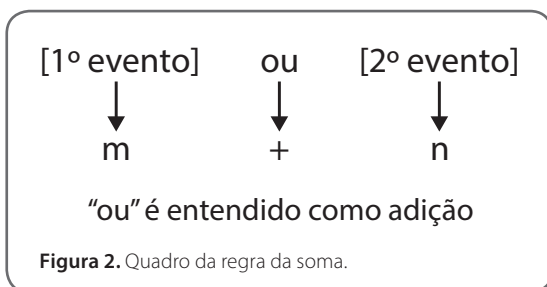 [1º evento] ou [2º evento]
m + n
“ou” é entendido como adição
Figura 2. Quadro da regra da soma.